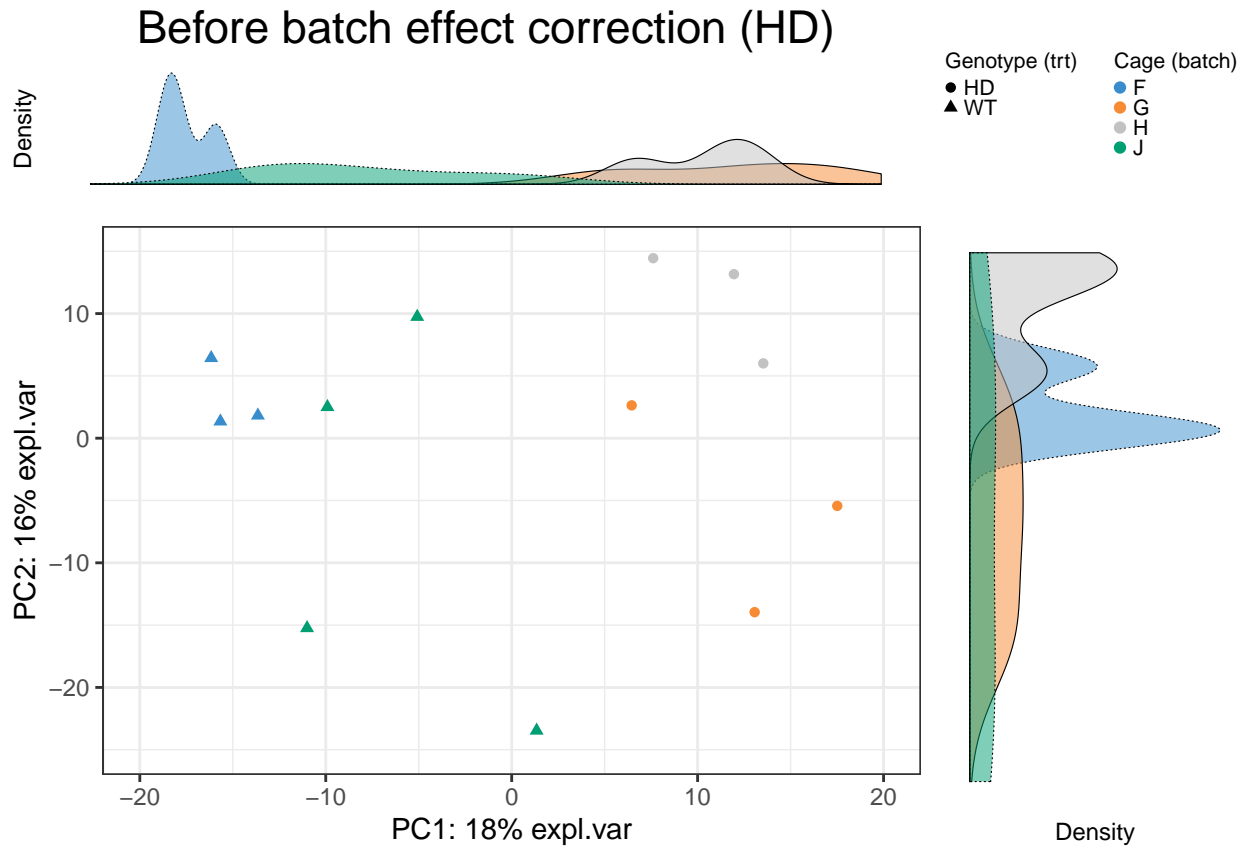 Before batch effect correction (HD)
Density
Genotype (trt)
HD
WT
Cage (batch)
F
G
H
J
PC2: 16% expl.var
10
0
−10
−20
−20
−10
0
10
20
PC1: 18% expl.var
Density